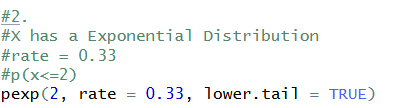 #2.
#X has a Exponential Distribution
#rate = 0.33
#p(x<=2)
pexp(2, rate = 0.33, lower.tail = TRUE)